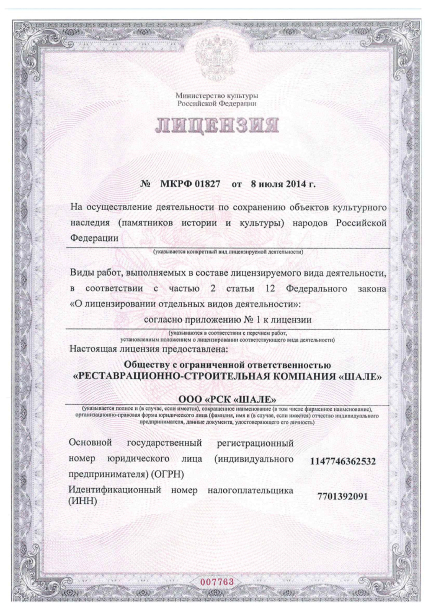 Министерство культуры
Российской Федерации
ЛИЦЕНЗИЯ
№ МКРФ 01827 от 8 июля 2014 г.
На осуществление деятельности по сохранению объектов культурного
наследия (памятников истории и культуры) народов Российской
Федерации
(указывается конкретный вид лицензируемой деятельности)
Виды работ, выполняемых в составе лицензируемого вида деятельности,
в соответствии с частью 2 статьи 12 Федерального закона
«О лицензировании отдельных видов деятельности»:
согласно приложению № 1 к лицензии
(указываются в соответствии с перечнем работ,
установленным положением о лицензировании соответствующего вида деятельности)
Настоящая лицензия предоставлена:
Обществу с ограниченной ответственностью
«РЕСТАВРАЦИОННО-СТРОИТЕЛЬНАЯ КОМПАНИЯ «ШАЛЕ»
ООО «РСК «ШАЛЕ»
(указывается полное и (в случае, если имеется), сокращенное наименование (в том числе фирменное наименование),
организационно-правовая форма юридического лица (фамилия, имя и (в случае, если имеется) отчество индивидуального
предпринимателя, данные документа, удостоверяющего его личность)
Основной государственный регистрационный
номер юридического лица (индивидуального
предпринимателя) (ОГРН) 1147746362532
Идентификационный номер налогоплательщика
(ИНН) 7701392091
007763